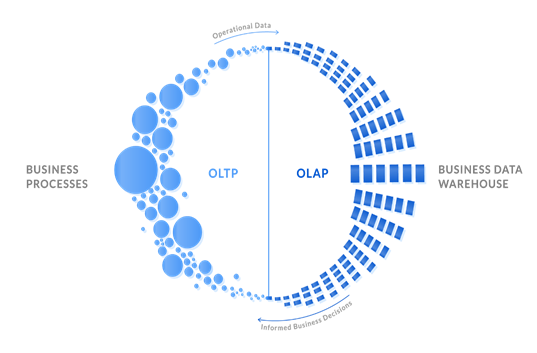 Operational Data
BUSINESS
PROCESSES
OLTP
OLAP
BUSINESS DATA
WAREHOUSE
Informed Business Decisions